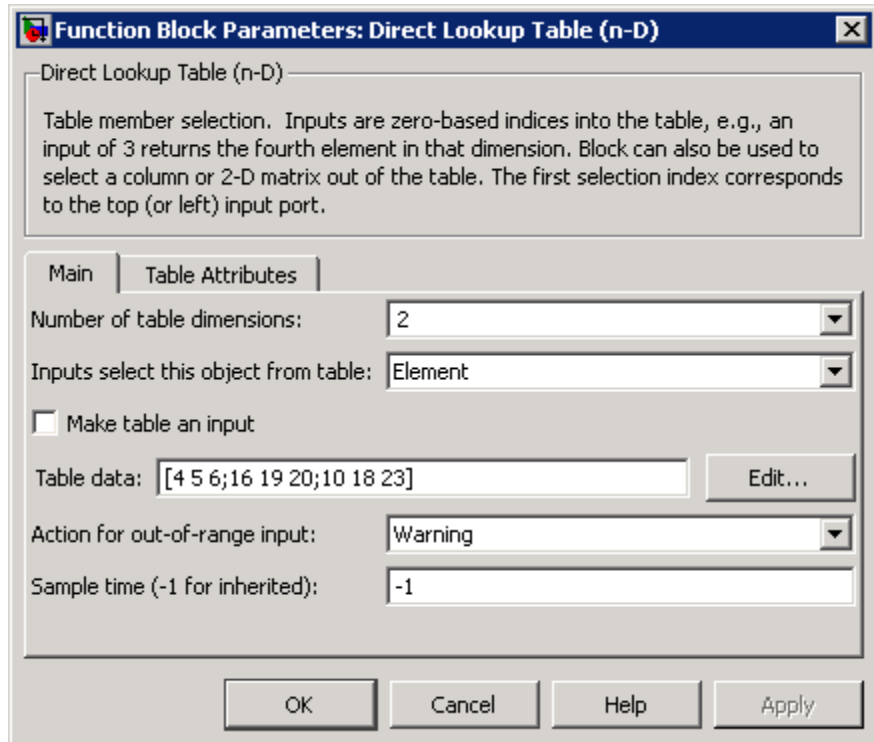 Function Block Parameters: Direct Lookup Table (n-D)
Direct Lookup Table (n-D)
Table member selection. Inputs are zero-based indices into the table, e.g., an
input of 3 returns the fourth element in that dimension. Block can also be used to
select a column or 2-D matrix out of the table. The first selection index corresponds
to the top (or left) input port.
Main Table Attributes
Number of table dimensions: 2
Inputs select this object from table: Element
Make table an input
Table data: [4 5 6;16 19 20;10 18 23] Edit...
Action for out-of-range input: Warning
Sample time (-1 for inherited): -1
OK Cancel Help Apply